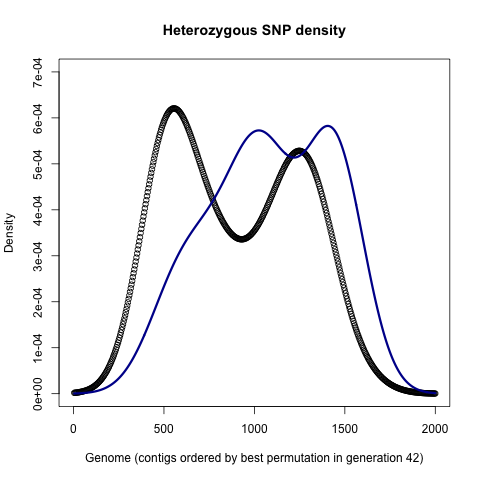 Heterozygous SNP density
7e-04
6e-04
5e-04
4e-04
3e-04
2e-04
1e-04
0e+00
Density
0 500 1000 1500 2000
Genome (contigs ordered by best permutation in generation 42)